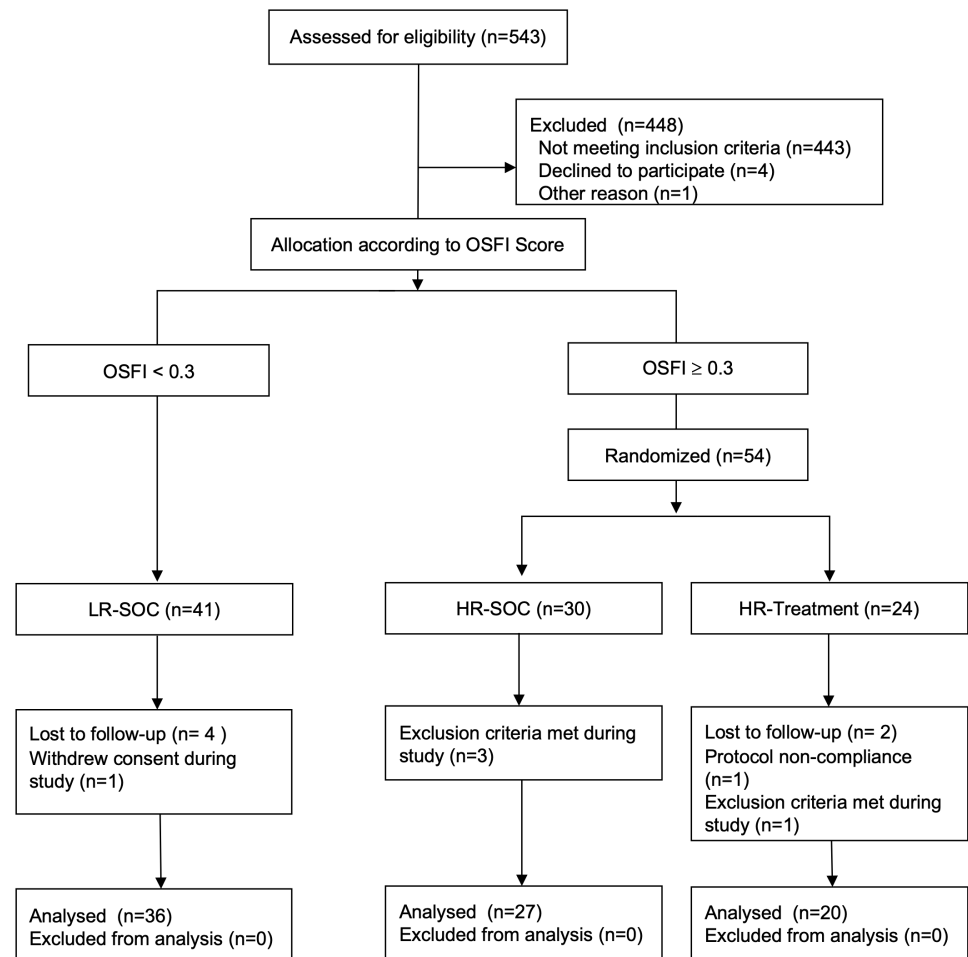 Assessed for eligibility (n=543)
Excluded (n=448)
Not meeting inclusion criteria (n=443)
Declined to participate (n=4)
Other reason (n=1)
Allocation according to OSFI Score
OSFI < 0.3
OSFI ≥ 0.3
Randomized (n=54)
LR-SOC (n=41)
HR-SOC (n=30)
HR-Treatment (n=24)
Lost to follow-up (n= 4 )
Withdrew consent during
study (n=1)
Exclusion criteria met during
study (n=3)
Lost to follow-up (n= 2)
Protocol non-compliance
(n=1)
Exclusion criteria met during
study (n=1)
Analysed (n=36)
Excluded from analysis (n=0)
Analysed (n=27)
Excluded from analysis (n=0)
Analysed (n=20)
Excluded from analysis (n=0)